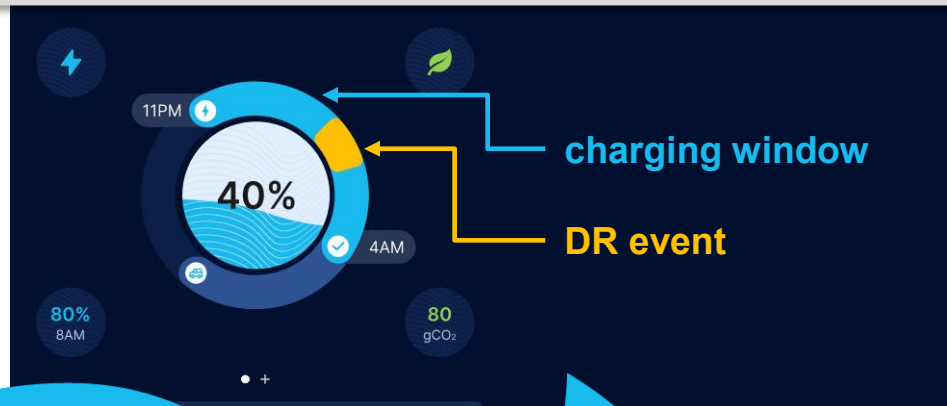 11PM
charging window
40%
DR event
4AM
80%
8AM
80
gCO₂